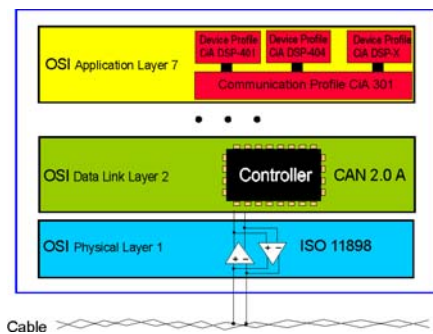 Device Profile
CiA DSP-401
Device Profile
CiA DSP-404
Device Profile
CiA DSP-X
OSI Application Layer 7
Communication Profile CiA 301
OSI Data Link Layer 2
Controller
CAN 2.0 A
OSI Physical Layer 1
ISO 11898
Cable